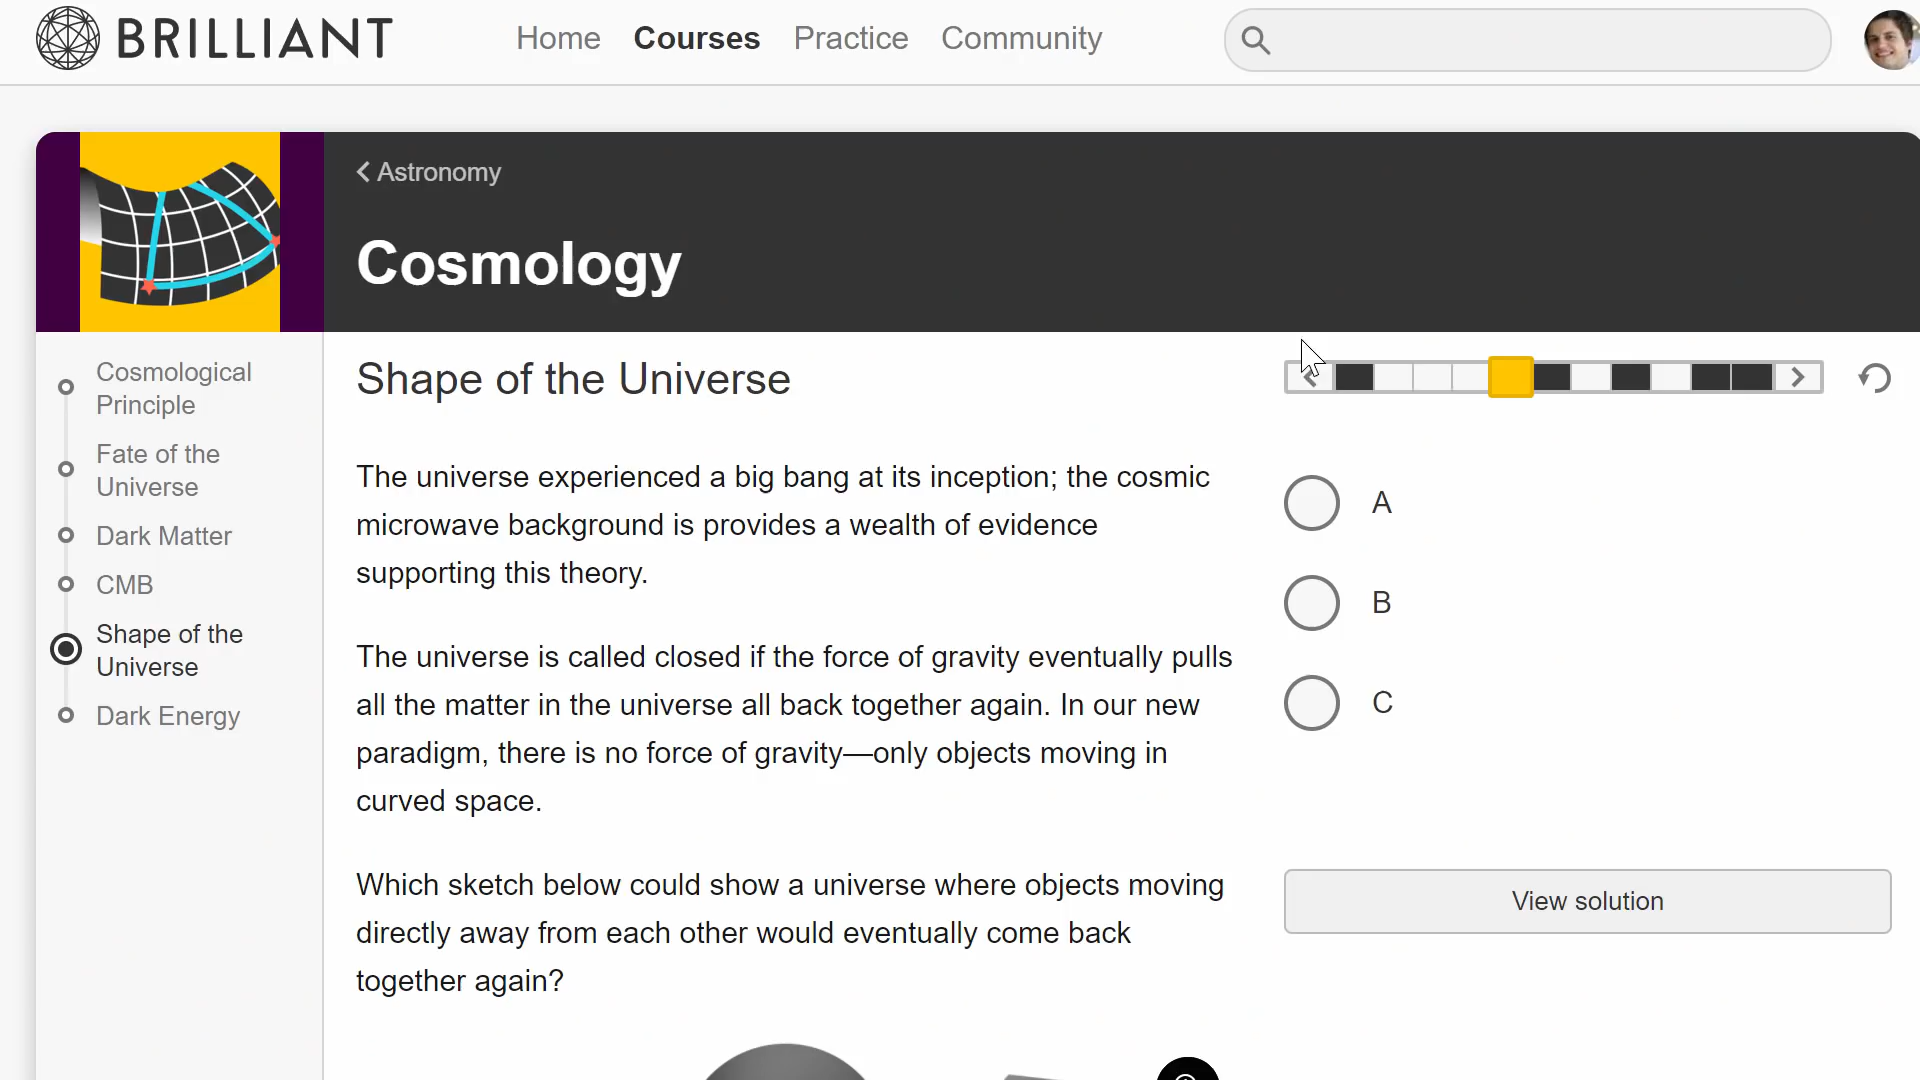 BRILLIANT
Home Courses Practice Community
Astronomy
Cosmology
Cosmological
Principle
Fate of the
Universe
Dark Matter
CMB
Shape of the
Universe
Dark Energy
Shape of the Universe
The universe experienced a big bang at its inception; the cosmic
microwave background is provides a wealth of evidence
supporting this theory.
The universe is called closed if the force of gravity eventually pulls
all the matter in the universe all back together again. In our new
paradigm, there is no force of gravity—only objects moving in
curved space.
Which sketch below could show a universe where objects moving
directly away from each other would eventually come back
together again?
A
B
C
View solution